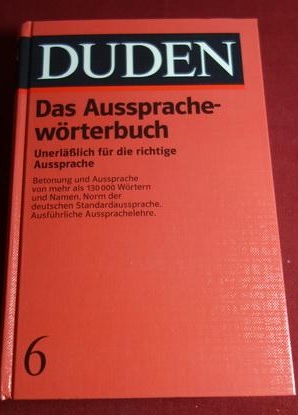 DUDEN
Das Aussprache-
wörterbuch
Unerläßlich für die richtige
Aussprache
Betonung und Aussprache
von mehr als 130 000 Wörtern
und Namen. Norm der
deutschen Standardaussprache.
Ausführliche Aussprachelehre.
6